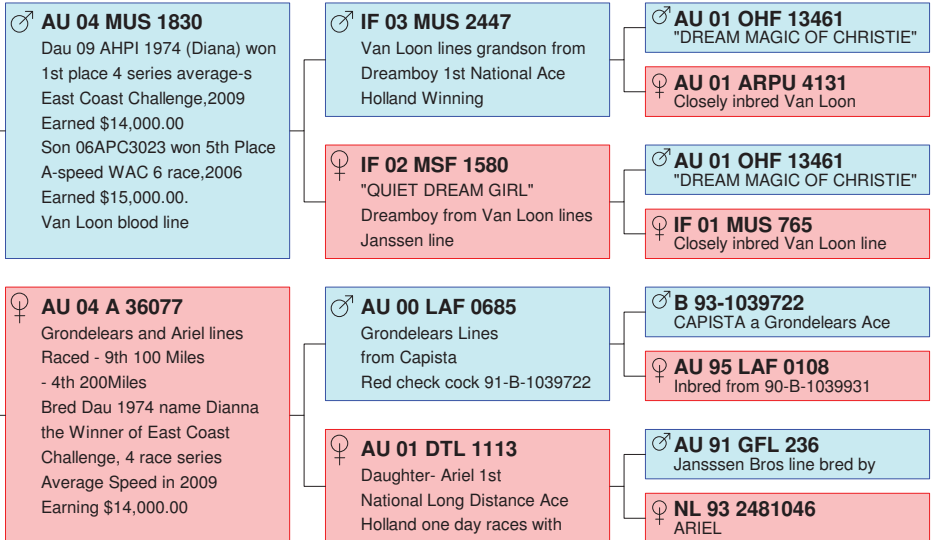 AU 04 MUS 1830
Dau 09 AHPI 1974 (Diana) won
1st place 4 series average-s
East Coast Challenge,2009
Earned $14,000.00
Son 06APC3023 won 5th Place
A-speed WAC 6 race,2006
Earned $15,000.
Van Loon blood line
AU 04 A 36077
Grondelears and Ariel lines
Raced - 9th 100 Miles
- 4th 200Miles
Bred Dau 1974 name Dianna
the Winner of East Coast
Challenge, 4 race series
Average Speed in 2009
Earning $14,000.00
IF 03 MUS 2447
Van Loon lines grandson from
Dreamboy 1st National Ace
Holland Winning
IF 02 MSF 1580
"QUIET DREAM GIRL"
Dreamboy from Van Loon lines
Janssen line
AU 00 LAF 0685
Grondelears Lines
from Capista
Red check cock 91-B-1039722
AU 01 DTL 1113
Daughter- Ariel 1st
National Long Distance Ace
Holland one day races with
AU 01 OHF 13461
"DREAM MAGIC OF CHRISTIE"
AU 01 ARPU 4131
Closely inbred Van Loon
AU 01 OHF 13461
"DREAM MAGIC OF CHRISTIE"
IF 01 MUS 765
Closely inbred Van Loon line
B 93-1039722
CAPISTA a Grondelears Ace
AU 95 LAF 0108
Inbred from 90-B-1039931
AU 91 GFL 236
Jansssen Bros line bred by
NL 93 2481046
ARIEL